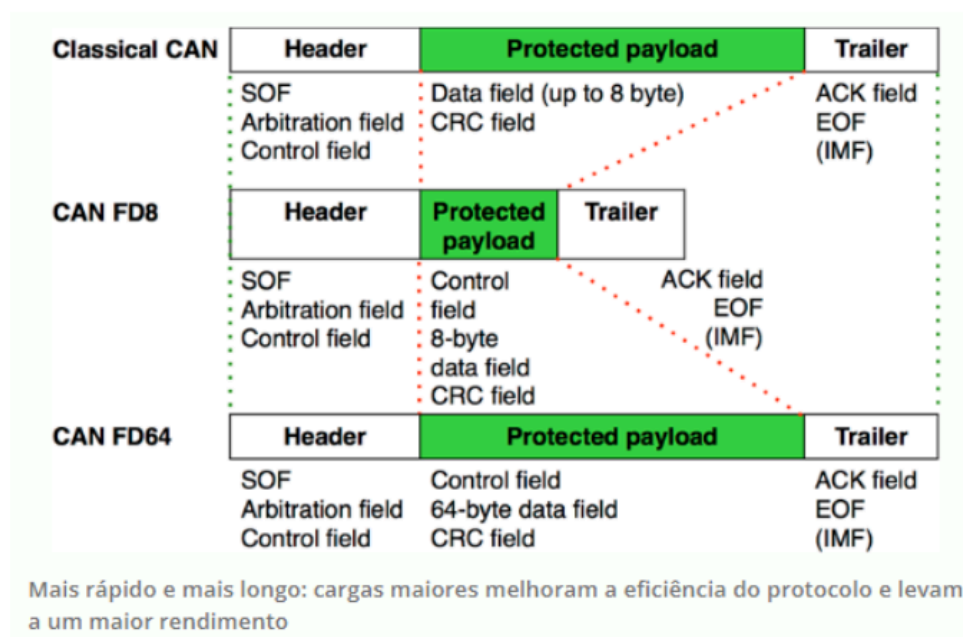 Classical CAN Header Protected payload Trailer
SOF Data field (up to 8 byte) ACK field
Arbitration field CRC field EOF
Control field (IMF)
CAN FD8 Header Protected payload Trailer
SOF Control ACK field
Arbitration field field EOF
Control field 8-byte (IMF)
data field
CRC field
CAN FD64 Header Protected payload Trailer
SOF Control field ACK field
Arbitration field 64-byte data field EOF
Control field CRC field (IMF)
Mais rápido e mais longo: cargas maiores melhoram a eficiência do protocolo e levam
a um maior rendimento